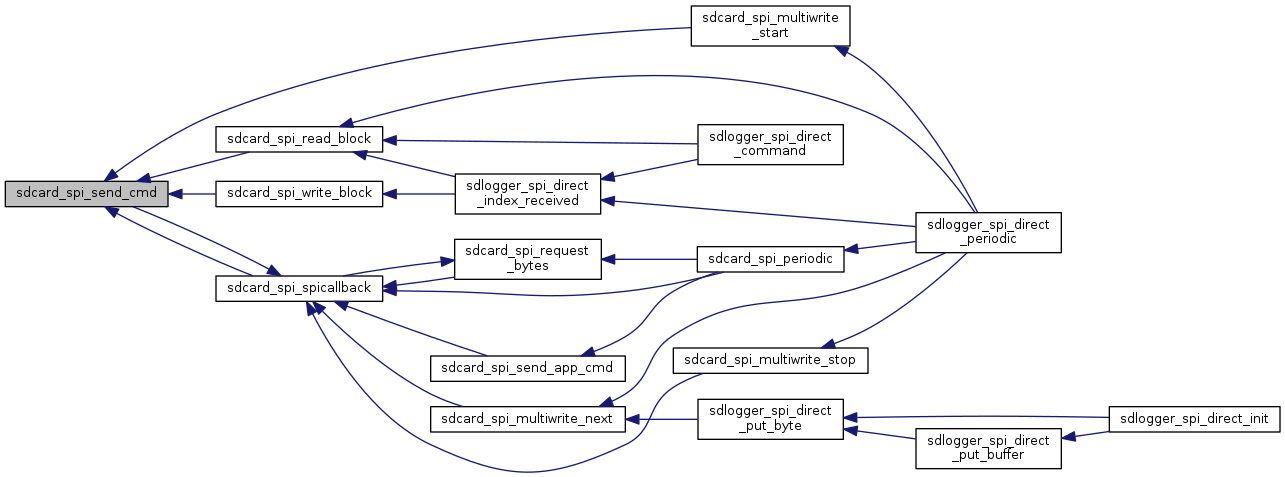 sdcard_spi_multiwrite
_start
sdcard_spi_read_block
sdlogger_spi_direct
_command
sdcard_spi_send_cmd
sdcard_spi_write_block
sdlogger_spi_direct
_index_received
sdlogger_spi_direct
_periodic
sdcard_spi_request
_bytes
sdcard_spi_periodic
sdcard_spi_spicallback
sdcard_spi_send_app_cmd
sdcard_spi_multiwrite_stop
sdcard_spi_multiwrite_next
sdlogger_spi_direct
_put_byte
sdlogger_spi_direct_init
sdlogger_spi_direct
_put_buffer